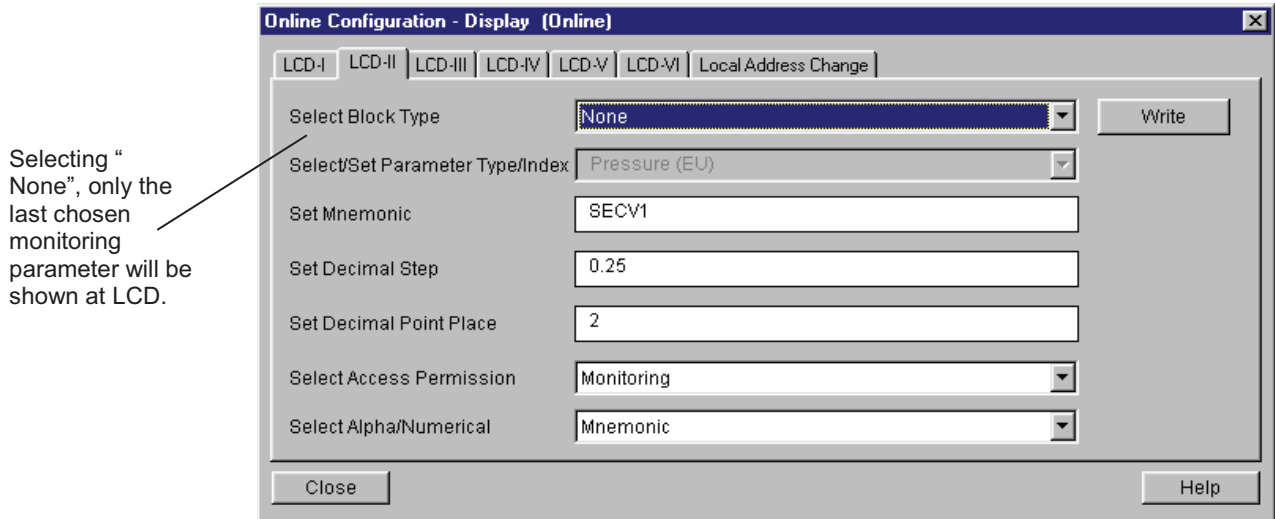 Online Configuration - Display (Online)
LCD-I LCD-II LCD-III LCD-IV LCD-V LCD-VI Local Address Change
Select Block Type None Write
Select/Set Parameter Type/Index Pressure (EU)
Set Mnemonic SECV1
Set Decimal Step 0.25
Set Decimal Point Place 2
Select Access Permission Monitoring
Select Alpha/Numerical Mnemonic
Close Help
Selecting “
None”, only the
last chosen
monitoring
parameter will be
shown at LCD.